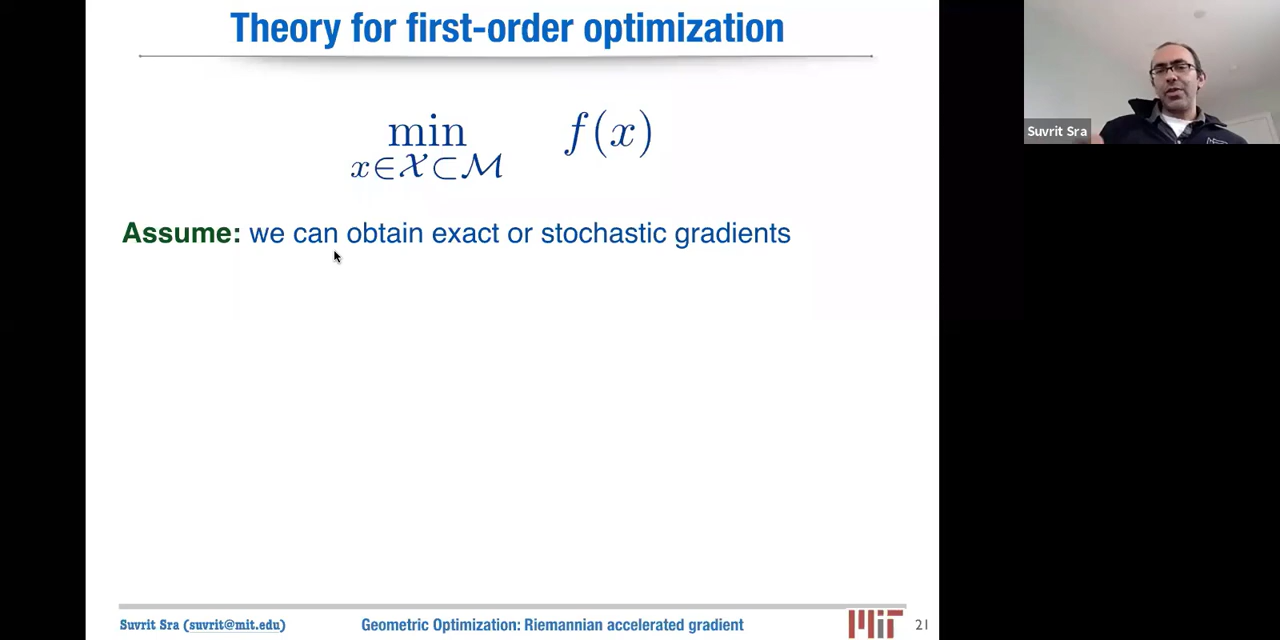 Theory for first-order optimization
min f(x)
x∈𝒳⊂ℳ
Assume: we can obtain exact or stochastic gradients
Suvrit Sra
Suvrit Sra (suvrit@mit.edu) Geometric Optimization: Riemannian accelerated gradient MIT 21